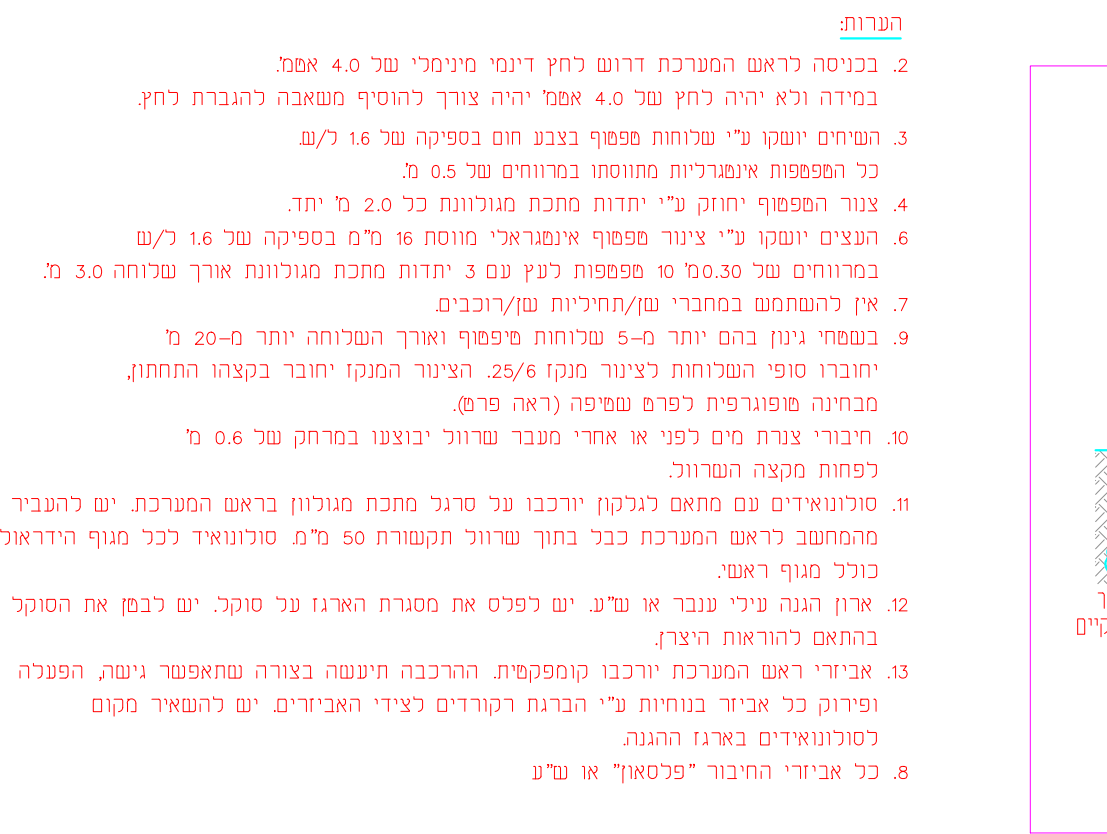 הערות:
2. בכניסה לראש המערכת דרוש לחץ דינמי מינימלי של 4.0 אטמ'.
במידה ולא יהיה לחץ של 4.0 אטמ' יהיה צורך להוסיף משאבה להגברת לחץ.
3. השיחים יושקו ע"י שלוחות טפטוף בצבע חום בספיקה של 1.6 ל/ש.
כל הטפטפות אינטגרליות מתווסתו במרווחים של 0.5 מ'.
4. צנור הטפטוף יחוזק ע"י יתדות מתכת מגולוונת כל 2.0 מ' יתד.
6. העצים יושקו ע"י צינור טפטוף אינטגראלי מווסת 16 מ"מ בספיקה של 1.6 ל/ש
במרווחים של 0.30מ' 10 טפטפות לעץ עם 3 יתדות מתכת מגולוונת אורך שלוחה 3.0 מ'.
7. אין להשתמש במחברי שן/תחיליות שן/רוכבים.
9. בשטחי גינון בהם יותר מ-5 שלוחות טיפטוף ואורך השלוחה יותר מ-20 מ'
יחוברו סופי השלוחות לצינור מנקז 25/6. הצינור המנקז יחובר בקצהו התחתון,
מבחינה טופוגרפית לפרט שטיפה (ראה פרט).
10. חיבורי צנרת מים לפני או אחרי מעבר שרוול יבוצעו במרחק של 0.6 מ'
לפחות מקצה השרוול.
11. סולונואידים עם מתאם לגלקון יורכבו על סרגל מתכת מגולוון בראש המערכת. יש להעביר
מהמחשב לראש המערכת כבל בתוך שרוול תקשורת 50 מ"מ. סולונואיד לכל מגוף הידראול
כולל מגוף ראשי.
12. ארון הגנה עילי ענבר או ש"ע. יש לפלס את מסגרת הארגז על סוקל. יש לבטן את הסוקל
בהתאם להוראות היצרן.
13. אביזרי ראש המערכת יורכבו קומפקטית. ההרכבה תיעשה בצורה שתאפשר גישה, הפעלה
ופירוק כל אביזר בנוחיות ע"י הברגת רקורדים לצידי האביזרים. יש להשאיר מקום
לסולונואידים בארגז ההגנה.
8. כל אביזרי החיבור "פלסאון" או ש"ע
קיים